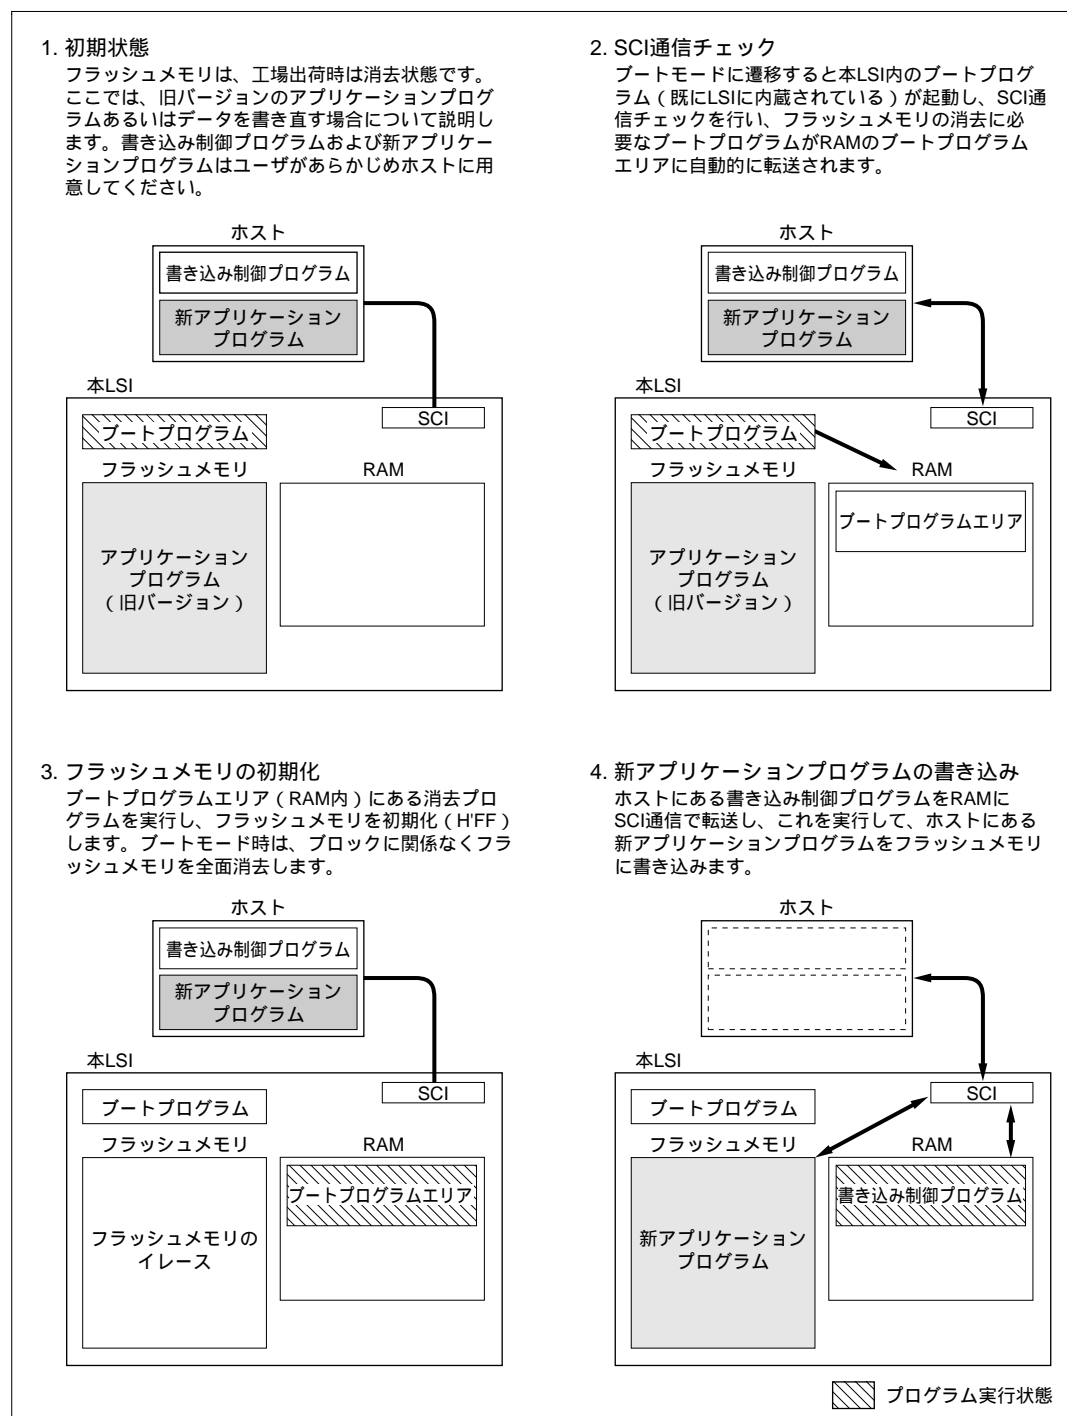 1. 初期状態
フラッシュメモリは、工場出荷時は消去状態です。
ここでは、旧バージョンのアプリケーションプログ
ラムあるいはデータを書き直す場合について説明し
ます。書き込み制御プログラムおよび新アプリケー
ションプログラムはユーザがあらかじめホストに用
意してください。
ホスト
書き込み制御プログラム
新アプリケーション
プログラム
本LSI
SCI
ブートプログラム
フラッシュメモリ
RAM
アプリケーション
プログラム
(旧バージョン)
2. SCI通信チェック
ブートモードに遷移すると本LSI内のブートプログ
ラム(既にLSIに内蔵されている)が起動し、SCI通
信チェックを行い、フラッシュメモリの消去に必
要なブートプログラムがRAMのブートプログラム
エリアに自動的に転送されます。
ホスト
書き込み制御プログラム
新アプリケーション
プログラム
本LSI
SCI
ブートプログラム
フラッシュメモリ
RAM
ブートプログラムエリア
アプリケーション
プログラム
(旧バージョン)
3. フラッシュメモリの初期化
ブートプログラムエリア(RAM内)にある消去プロ
グラムを実行し、フラッシュメモリを初期化(H'FF)
します。ブートモード時は、ブロックに関係なくフラ
ッシュメモリを全面消去します。
ホスト
書き込み制御プログラム
新アプリケーション
プログラム
本LSI
SCI
ブートプログラム
フラッシュメモリ
RAM
ブートプログラムエリア
フラッシュメモリの
イレース
4. 新アプリケーションプログラムの書き込み
ホストにある書き込み制御プログラムをRAMに
SCI通信で転送し、これを実行して、ホストにある
新アプリケーションプログラムをフラッシュメモリ
に書き込みます。
ホスト
本LSI
SCI
ブートプログラム
フラッシュメモリ
RAM
書き込み制御プログラム
新アプリケーション
プログラム
プログラム実行状態